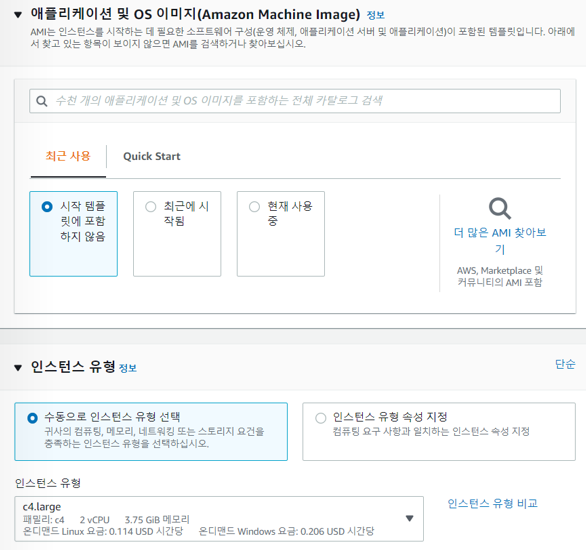 ▼ 애플리케이션 및 OS 이미지(Amazon Machine Image) 정보
AMI는 인스턴스를 시작하는 데 필요한 소프트웨어 구성(운영 체제, 애플리케이션 서버 및 애플리케이션)이 포함된 템플릿입니다. 아래에
서 찾고 있는 항목이 보이지 않으면 AMI를 검색하거나 찾아보십시오.
수천 개의 애플리케이션 및 OS 이미지를 포함하는 전체 카탈로그 검색
최근 사용 Quick Start
시작 템플
릿에 포함
하지 않음
최근에 시
작됨
현재 사용
중
더 많은 AMI 찾아보
기
AWS, Marketplace 및
커뮤니티의 AMI 포함
▼ 인스턴스 유형 정보
단순
수동으로 인스턴스 유형 선택
귀사의 컴퓨팅, 메모리, 네트워킹 또는 스토리지 요건을
충족하는 인스턴스 유형을 선택하십시오.
인스턴스 유형 속성 지정
컴퓨팅 요구 사항과 일치하는 인스턴스 속성 지정
인스턴스 유형
c4.large
패밀리: c4 2 vCPU 3.75 GiB 메모리
온디맨드 Linux 요금: 0.114 USD 시간당 온디맨드 Windows 요금: 0.206 USD 시간당
인스턴스 유형 비교